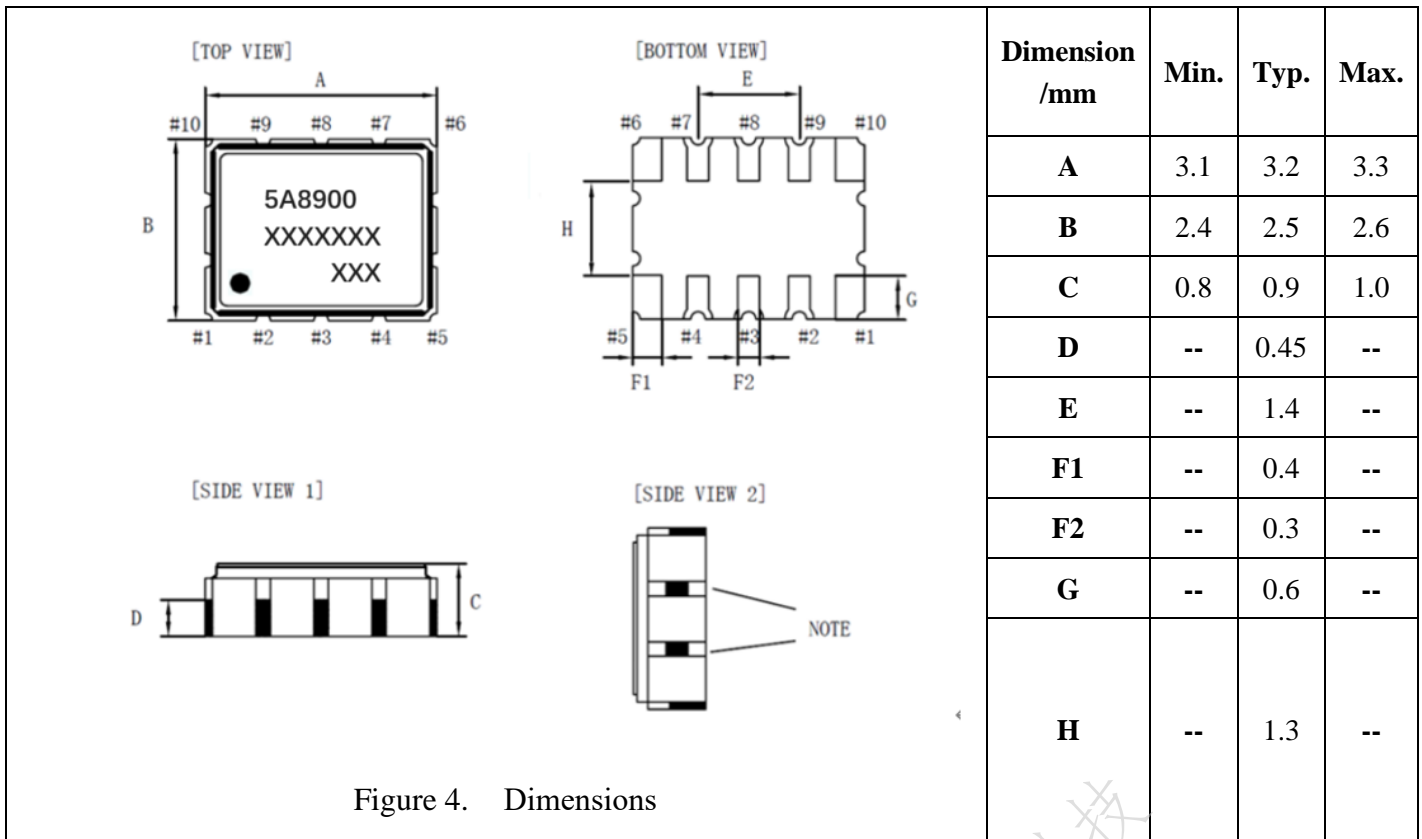 [TOP VIEW]
A
#10 #9 #8 #7 #6
B
5A8900
XXXXXXX
XXX
#1 #2 #3 #4 #5
[BOTTOM VIEW]
E
#6 #7 #8 #9 #10
H
G
#5 #4 #3 #2 #1
F1 F2
[SIDE VIEW 1]
D
C
[SIDE VIEW 2]
NOTE
Figure 4. Dimensions
Dimension /mm Min. Typ. Max.
A 3.1 3.2 3.3
B 2.4 2.5 2.6
C 0.8 0.9 1.0
D -- 0.45 --
E -- 1.4 --
F1 -- 0.4 --
F2 -- 0.3 --
G -- 0.6 --
H -- 1.3 --
技